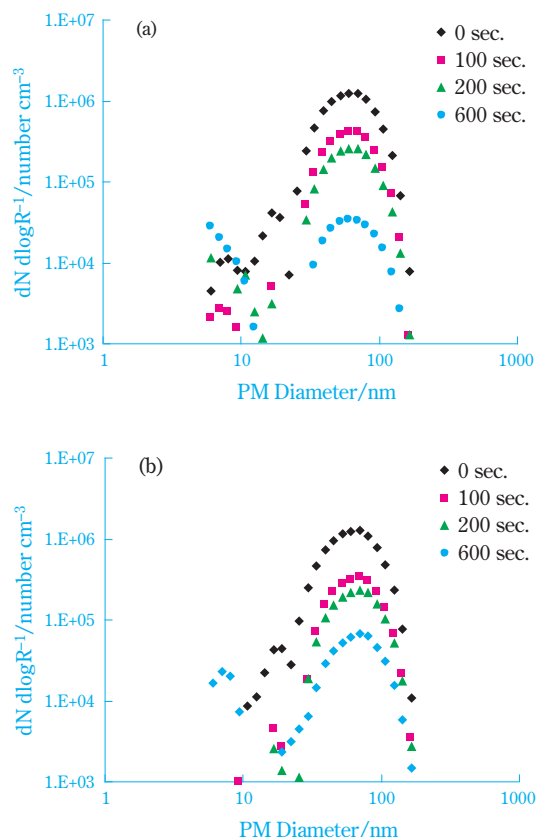 (a)
0 sec.
100 sec.
200 sec.
600 sec.
dN dlogR⁻¹/number cm⁻³
1.E+07
1.E+06
1.E+05
1.E+04
1.E+03
1 10 100 1000
PM Diameter/nm
(b)
0 sec.
100 sec.
200 sec.
600 sec.
dN dlogR⁻¹/number cm⁻³
1.E+07
1.E+06
1.E+05
1.E+04
1.E+03
1 10 100 1000
PM Diameter/nm